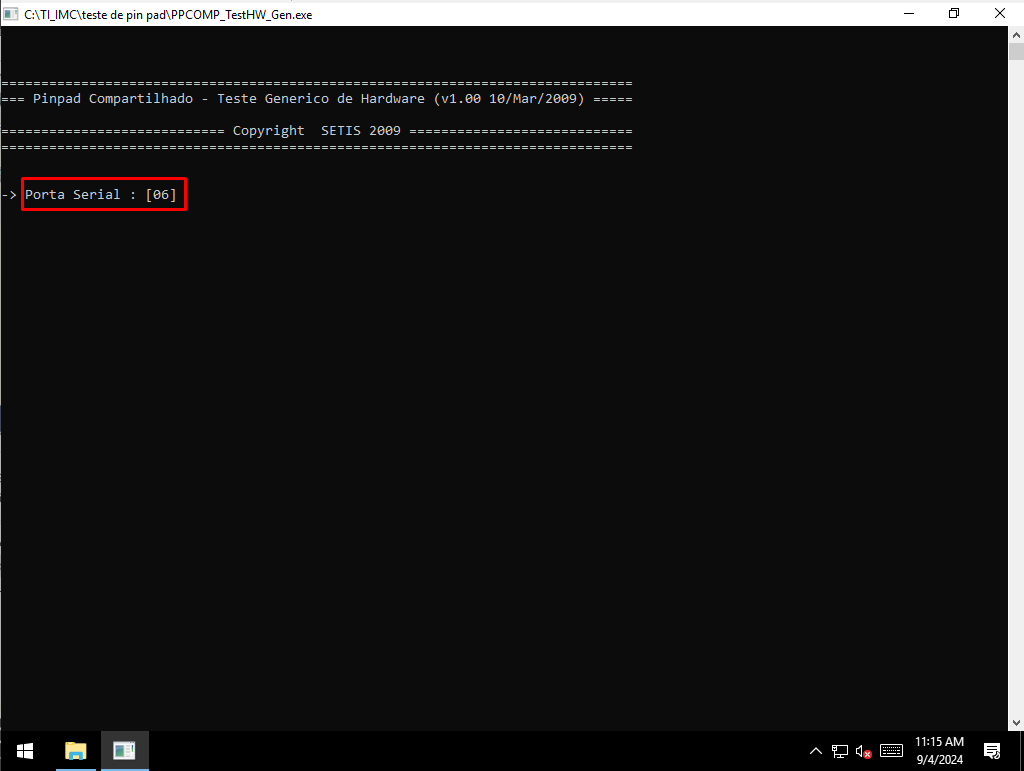 C:\TI_IMC\teste de pin pad\PPCOMP_TestHW_Gen.exe
===============================================================================
=== Pinpad Compartilhado - Teste Generico de Hardware (v1.00 10/Mar/2009) =====
============================ Copyright  SETIS 2009 ============================
===============================================================================
-> Porta Serial : [06]
11:15 AM
9/4/2024